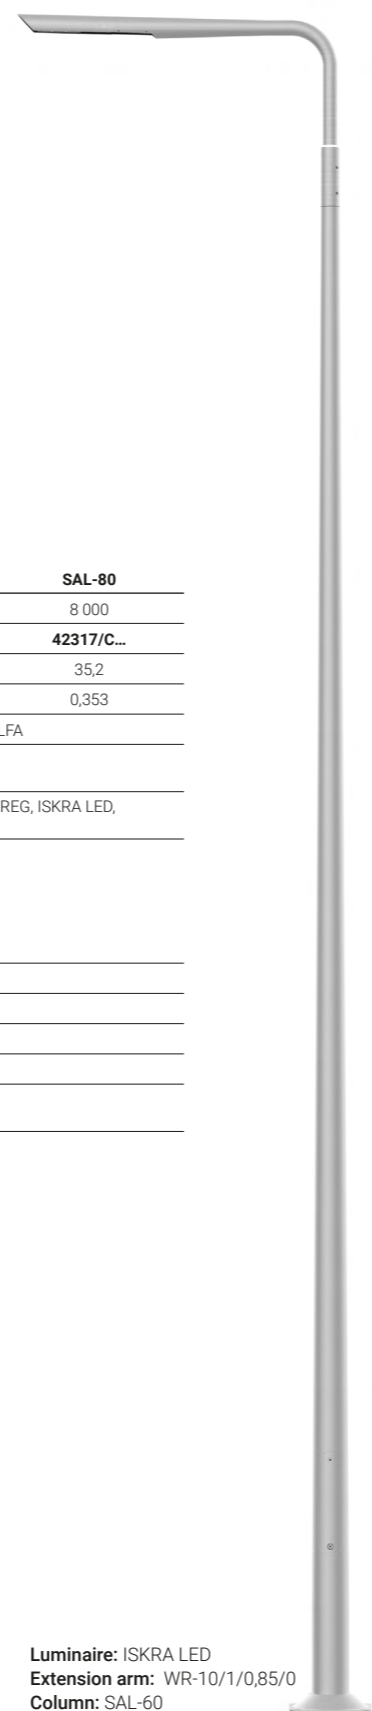 SAL-80
8 000
42317/C...
35,2
0,353
LFA
REG, ISKRA LED,
Luminaire: ISKRA LED
Extension arm: WR-10/1/0,85/0
Column: SAL-60